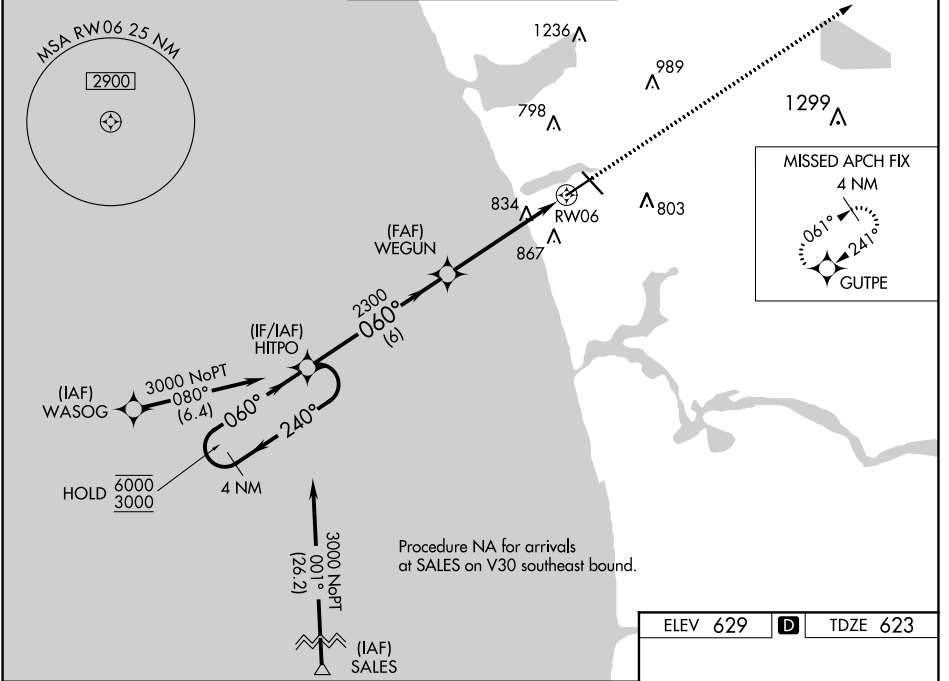 MSA RW06 25 NM
2900
1236
989
798
1299
MISSED APCH FIX
4 NM
061°
241°
GUTPE
834
RW06
803
867
(FAF)
WEGUN
2300
060°
(6)
(IF/IAF)
HITPO
(IAF)
WASOG
3000 NoPT
080°
(6.4)
060°
240°
4 NM
HOLD
6000
3000
3000 NoPT
001°
(26.2)
(IAF)
SALES
Procedure NA for arrivals
at SALES on V30 southeast bound.
ELEV 629 D TDZE 623